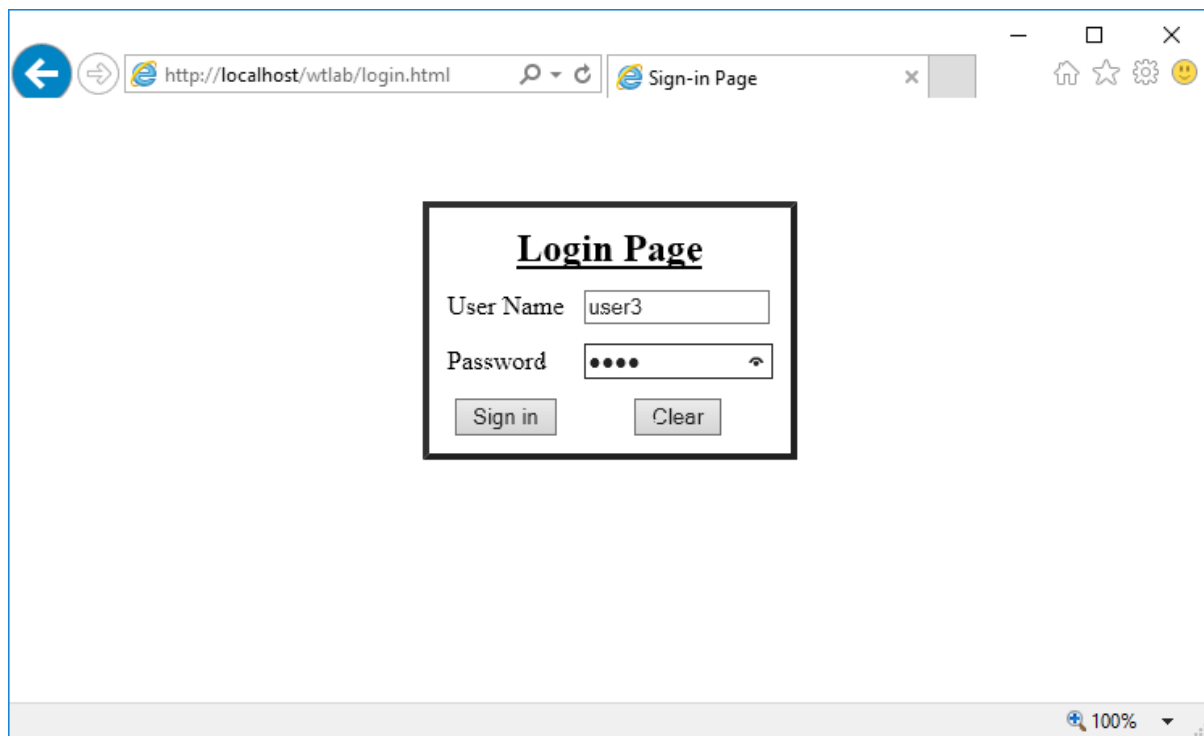 http://localhost/wtlab/login.html
Sign-in Page
Login Page
User Name user3
Password ●●●●
Sign in Clear
100%